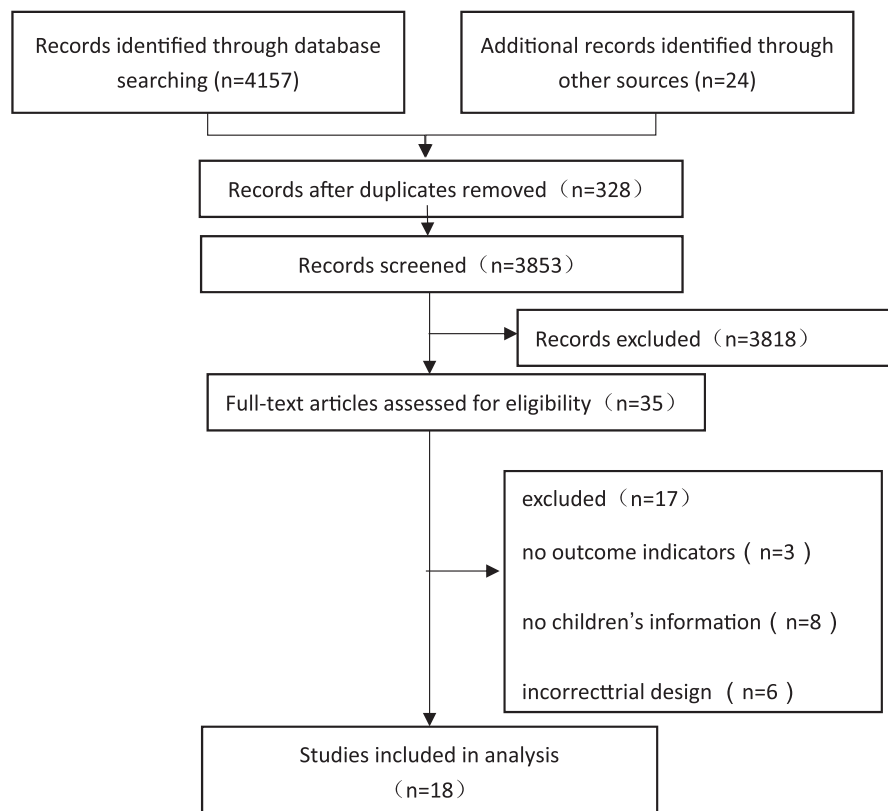 Records identified through database
searching (n=4157)
Additional records identified through
other sources (n=24)
Records after duplicates removed（n=328）
Records screened（n=3853）
Records excluded（n=3818）
Full-text articles assessed for eligibility（n=35）
excluded（n=17）
no outcome indicators ( n=3 )
no children’s information ( n=8 )
incorrecttrial design ( n=6 )
Studies included in analysis
（n=18）